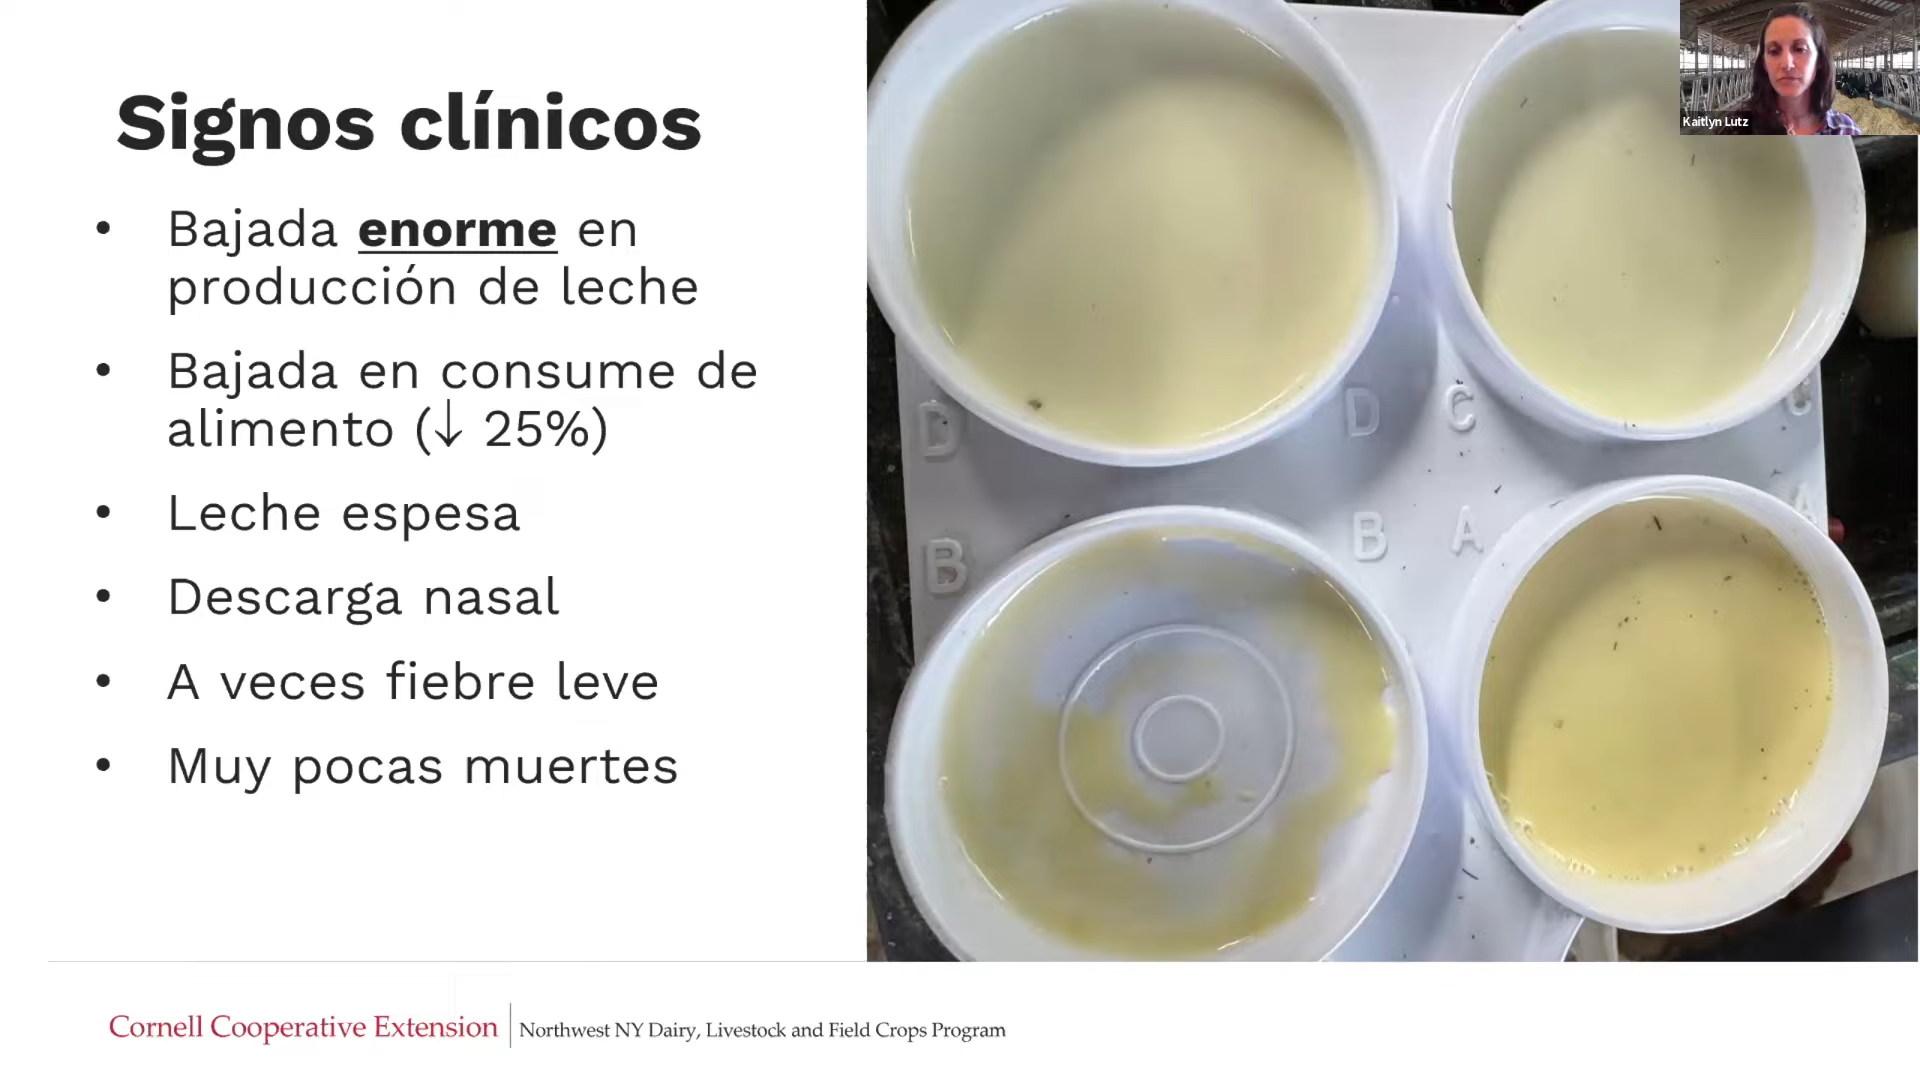 Signos clínicos
• Bajada enorme en
producción de leche
• Bajada en consume de
alimento (↓ 25%)
• Leche espesa
• Descarga nasal
• A veces fiebre leve
• Muy pocas muertes
D
D
C
C
B
B
A
A
Kaitlyn Lutz
Cornell Cooperative Extension | Northwest NY Dairy, Livestock and Field Crops Program